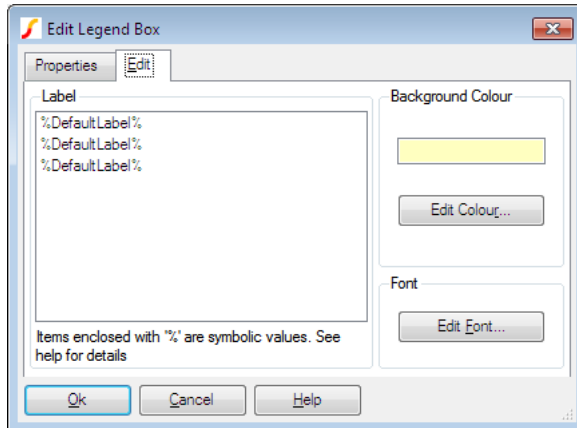 Edit Legend Box
Properties
Edit
Label
%DefaultLabel%
%DefaultLabel%
%DefaultLabel%
Items enclosed with '%' are symbolic values. See
help for details
Background Colour
Edit Colour...
Font
Edit Font...
Ok
Cancel
Help